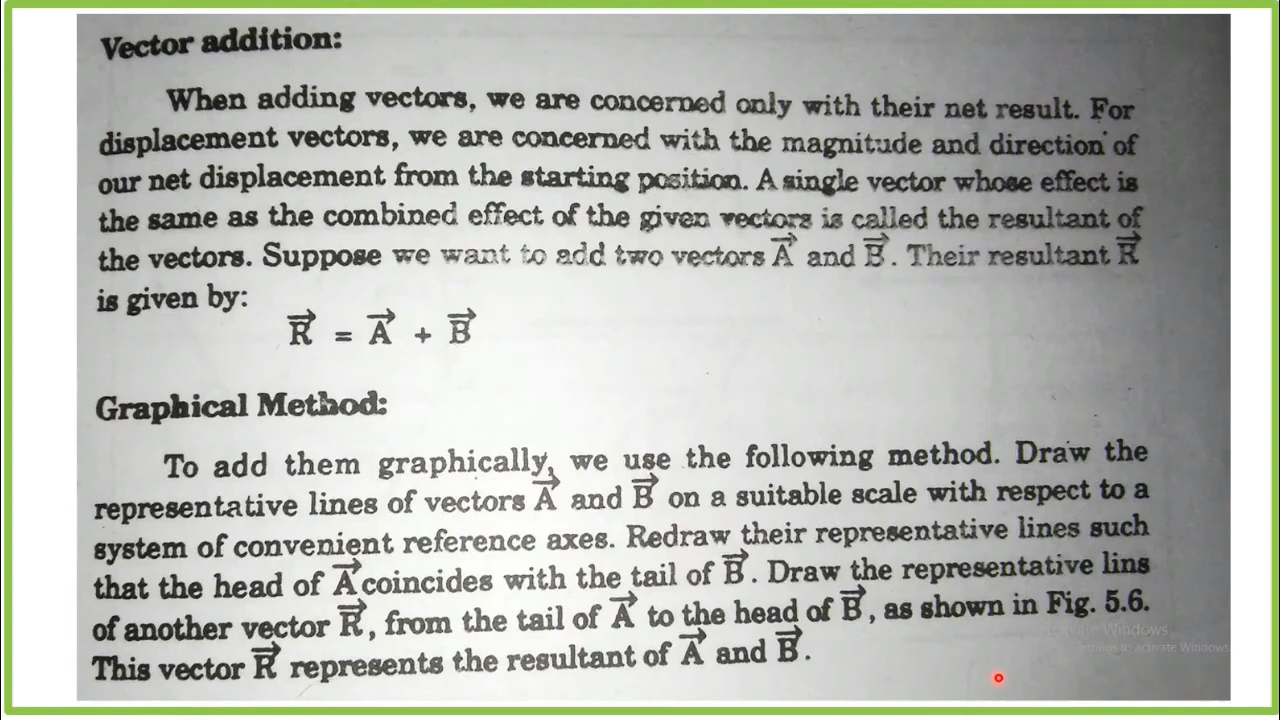 Vector addition:
When adding vectors, we are concerned only with their net result. For
displacement vectors, we are concerned with the magnitude and direction of
our net displacement from the starting position. A single vector whose effect is
the same as the combined effect of the given vectors is called the resultant of
the vectors. Suppose we want to add two vectors A⃗ and B⃗. Their resultant R⃗
is given by:
R⃗ = A⃗ + B⃗
Graphical Method:
To add them graphically, we use the following method. Draw the
representative lines of vectors A⃗ and B⃗ on a suitable scale with respect to a
system of convenient reference axes. Redraw their representative lines such
that the head of A⃗ coincides with the tail of B⃗. Draw the representative lins
of another vector R⃗, from the tail of A⃗ to the head of B⃗, as shown in Fig. 5.6.
This vector R⃗ represents the resultant of A⃗ and B⃗.
Windows
to activate Windows